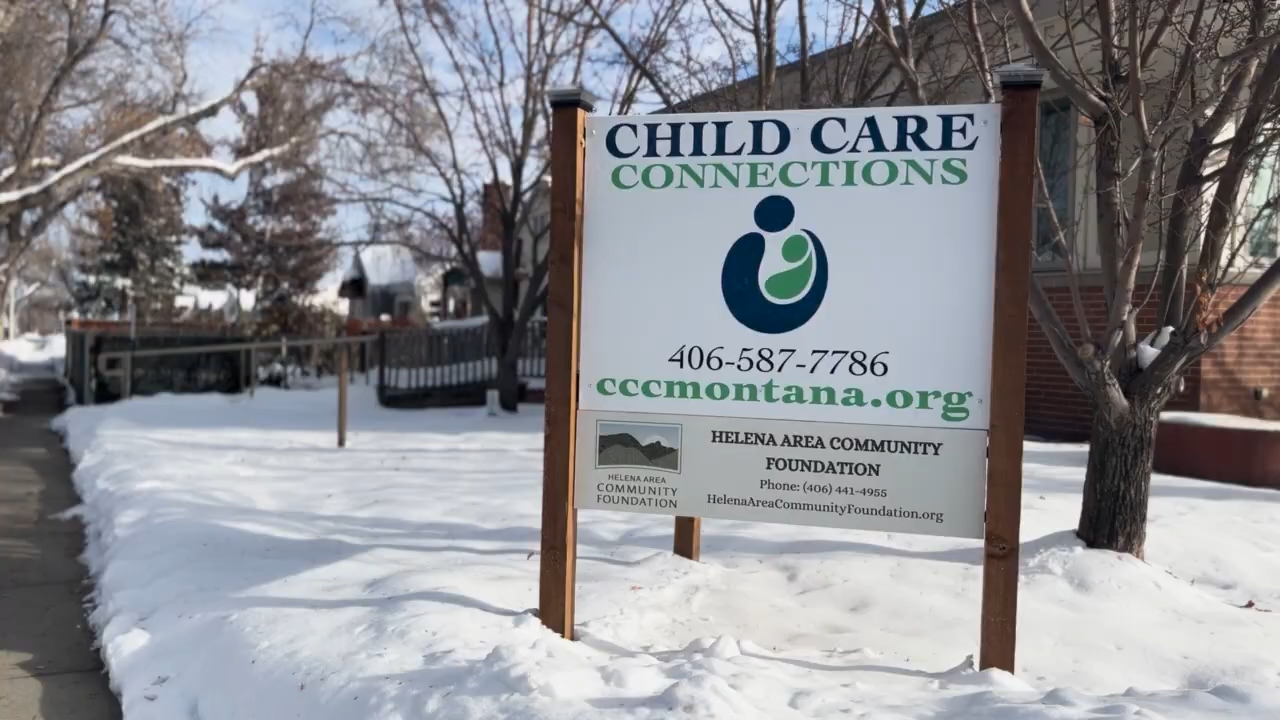 CHILD CARE
CONNECTIONS
406-587-7786
cccmontana.org
HELENA AREA
COMMUNITY
FOUNDATION
HELENA AREA COMMUNITY
FOUNDATION
Phone: (406) 441-4955
HelenaAreaCommunityFoundation.org